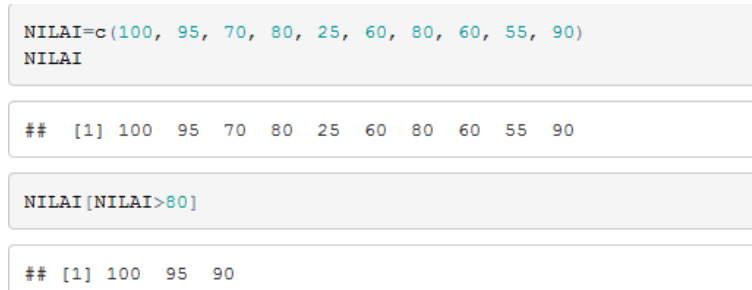 NILAI=c(100, 95, 70, 80, 25, 60, 80, 60, 55, 90)
NILAI
##  [1] 100  95  70  80  25  60  80  60  55  90
NILAI[NILAI>80]
## [1] 100  95  90